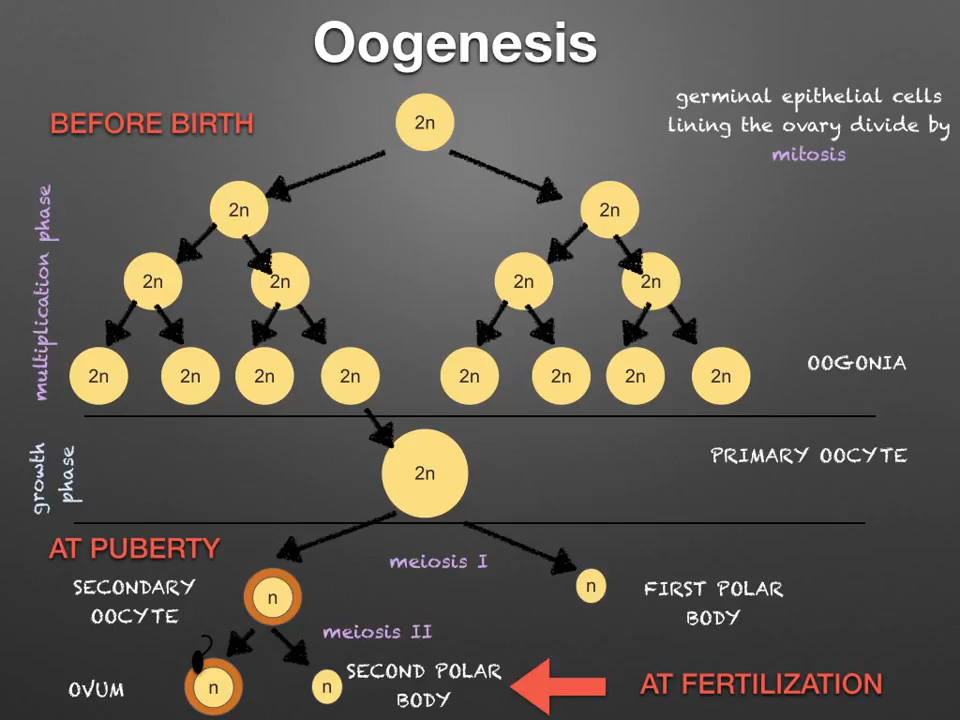 Oogenesis
BEFORE BIRTH
germinal epithelial cells
lining the ovary divide by
mitosis
2n
multiplication phase
2n
2n
2n
2n
2n
2n
2n
2n
2n
2n
2n
2n
2n
2n
OOGONIA
growth
phase
2n
PRIMARY OOCYTE
AT PUBERTY
meiosis I
SECONDARY
OOCYTE
n
n
FIRST POLAR
BODY
meiosis II
OVUM
n
n
SECOND POLAR
BODY
AT FERTILIZATION